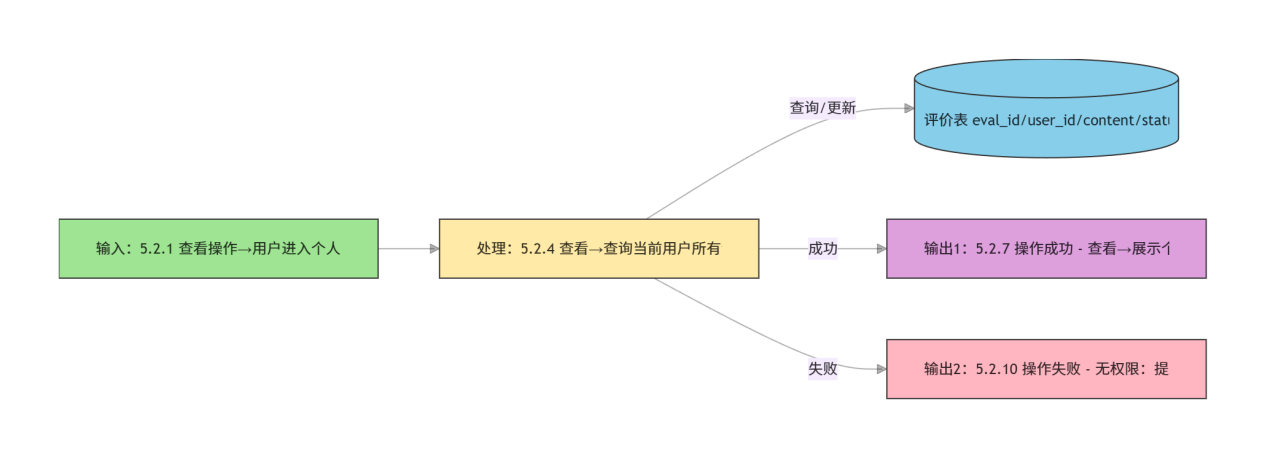 查询/更新
评价表 eval_id/user_id/content/stat
输入：5.2.1 查看操作→用户进入个人
处理：5.2.4 查看→查询当前用户所有
成功
输出1：5.2.7 操作成功 - 查看→展示个
失败
输出2：5.2.10 操作失败 - 无权限：提